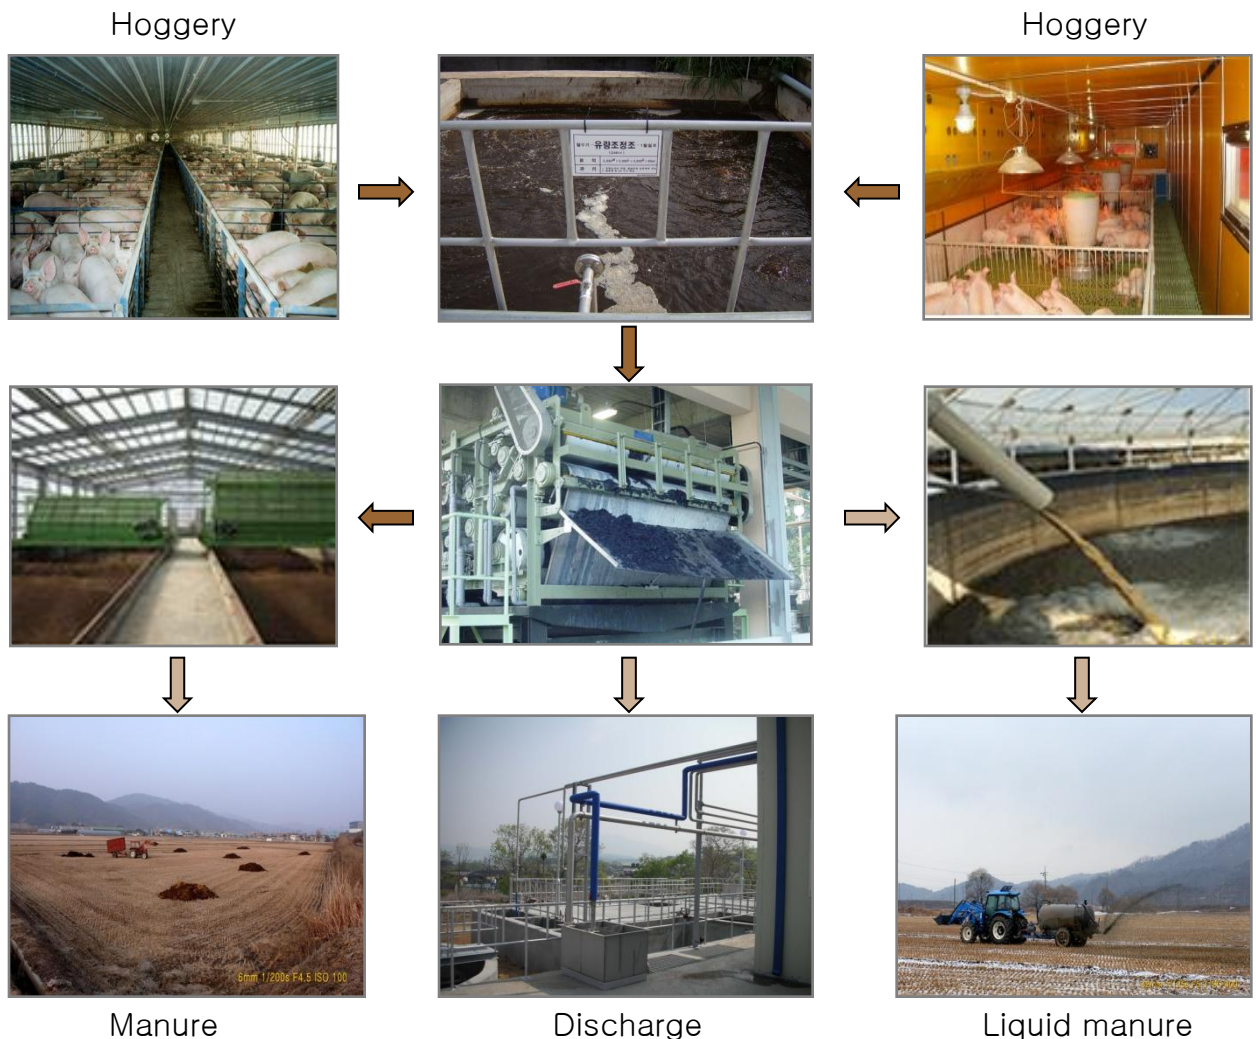 Hoggery
Hoggery
유량조정조
6mm 1/200s F4.5 ISO 100
Manure
Discharge
Liquid manure